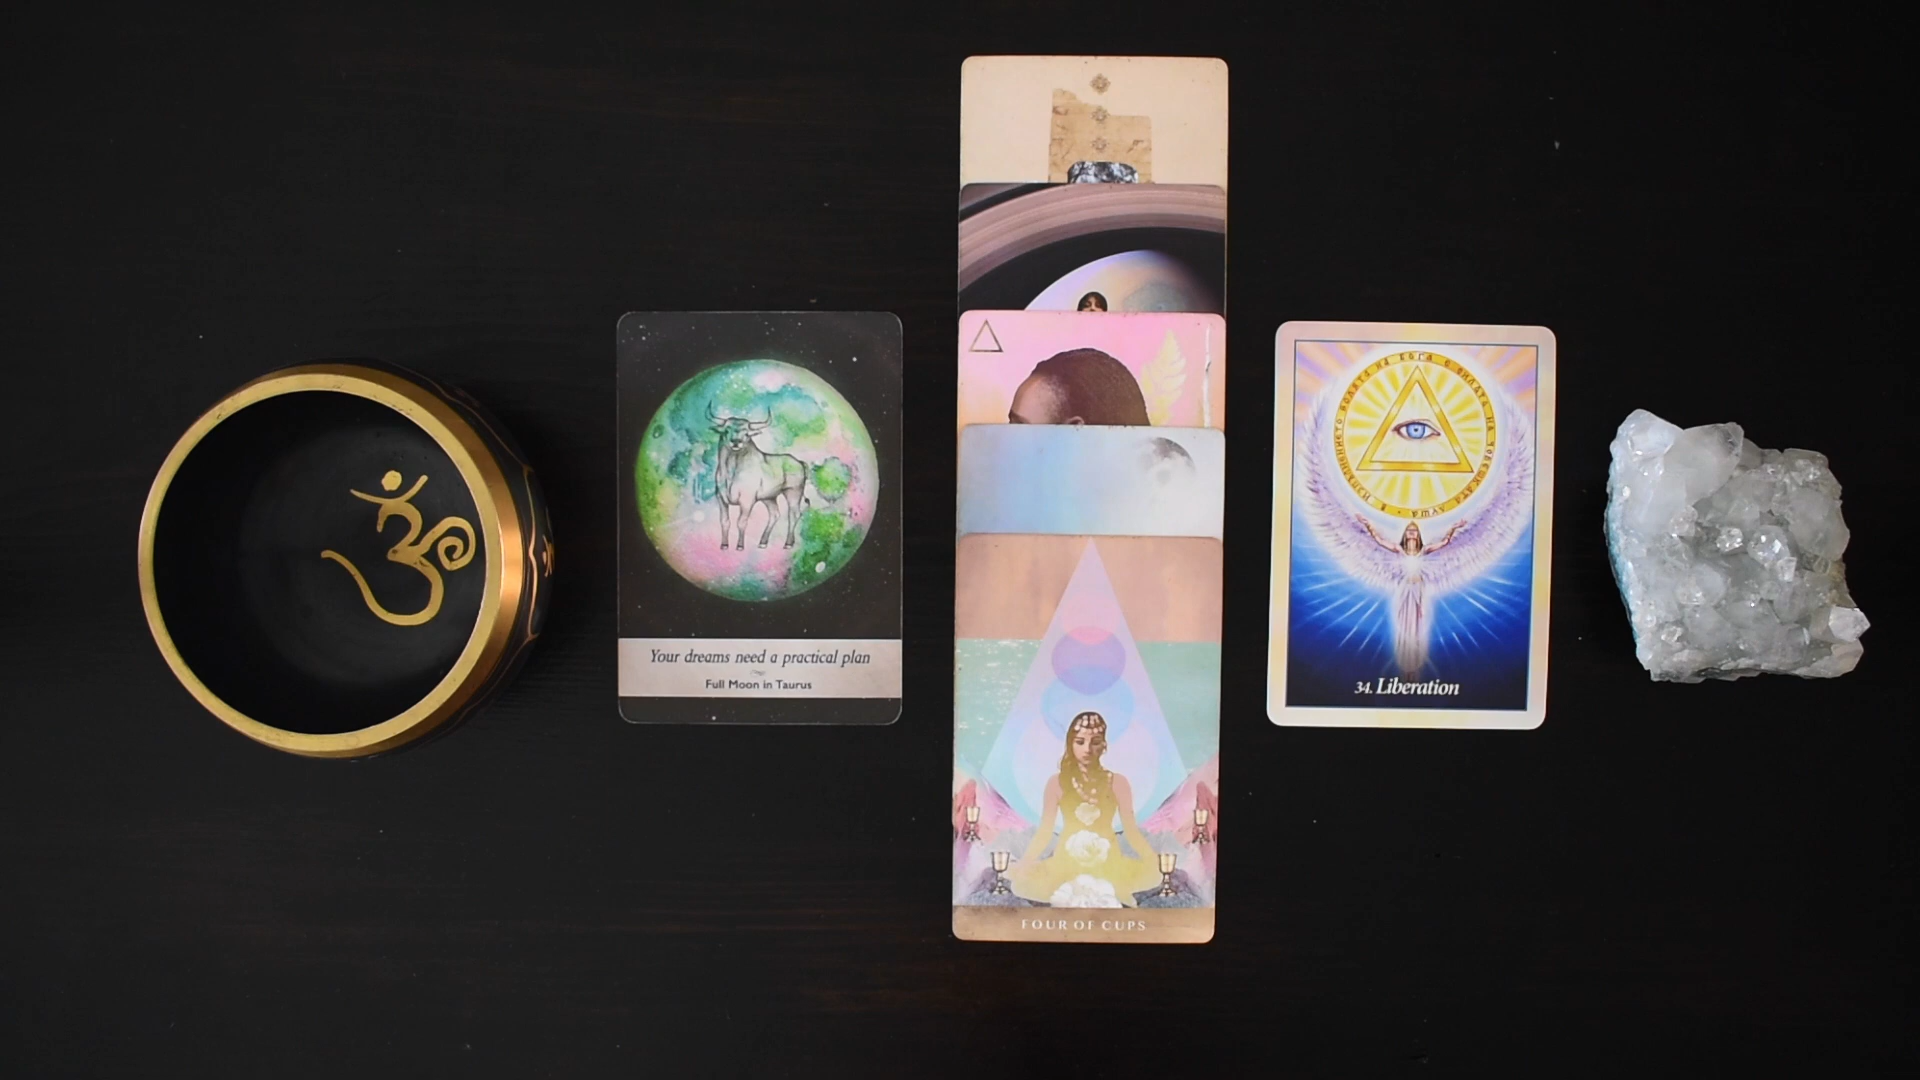 ॐ
Your dreams need a practical plan
Full Moon in Taurus
34. Liberation
FOUR OF CUPS